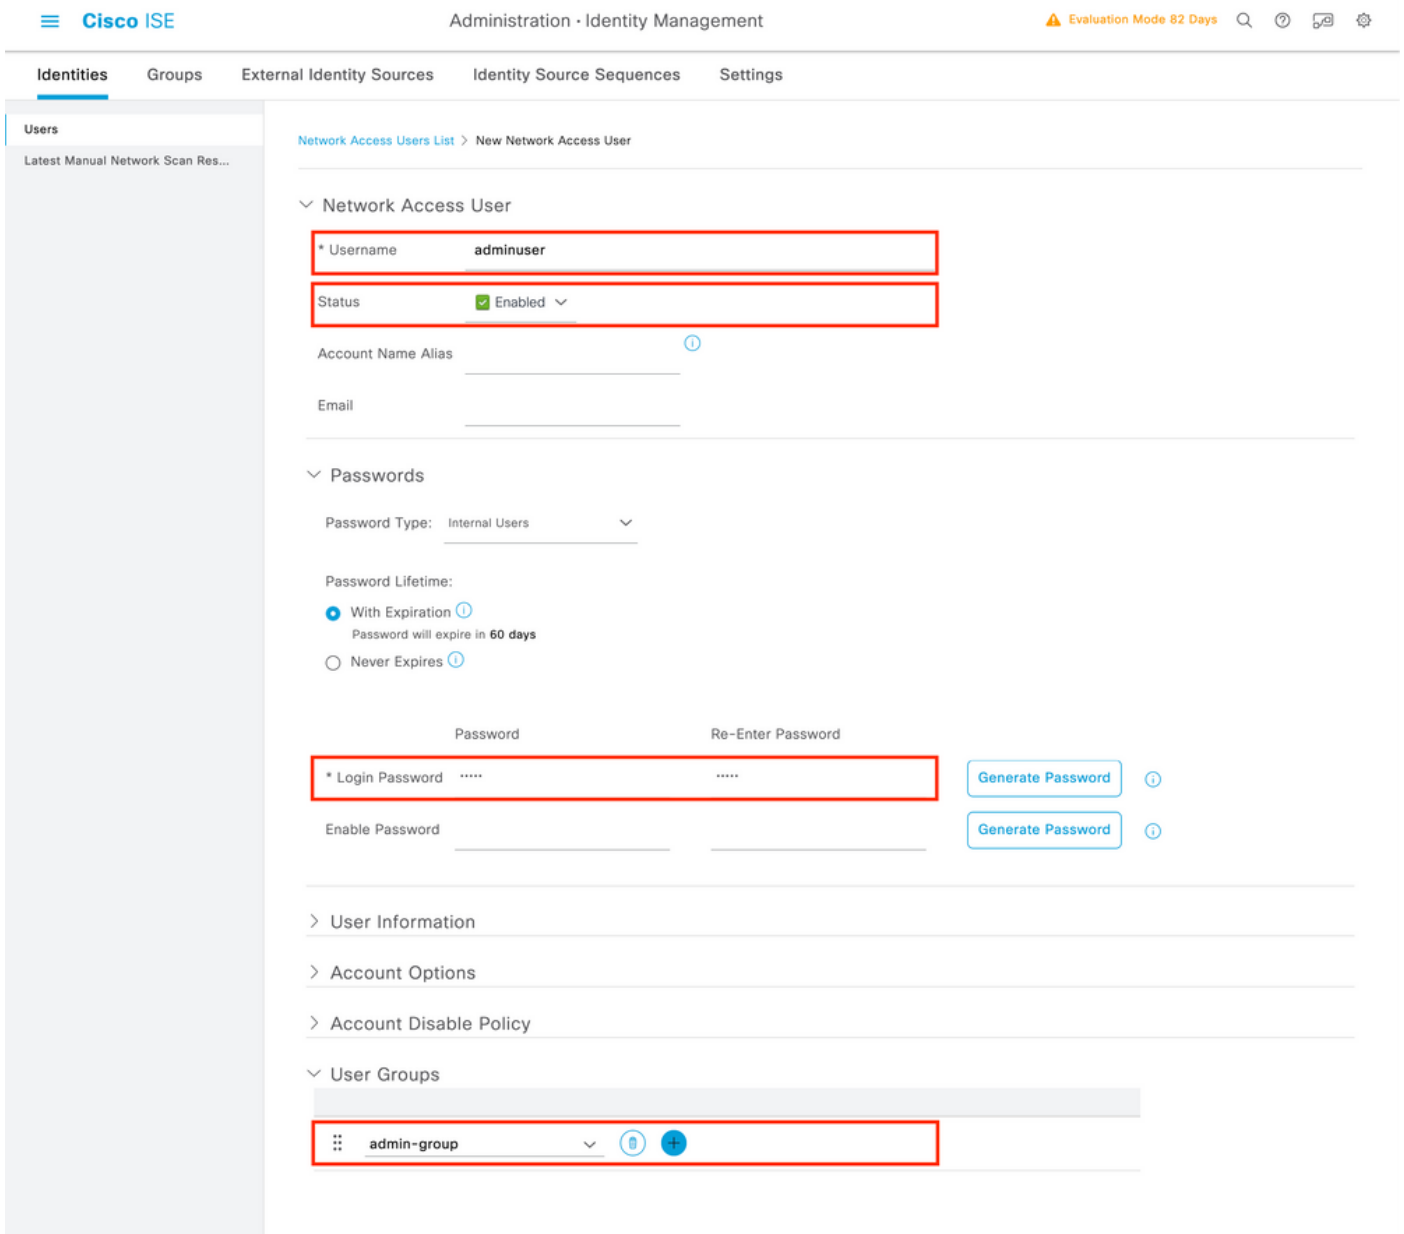 Cisco ISE
Administration · Identity Management
Evaluation Mode 82 Days
Identities
Groups
External Identity Sources
Identity Source Sequences
Settings
Users
Latest Manual Network Scan Res...
Network Access Users List > New Network Access User
Network Access User
* Username adminuser
Status Enabled
Account Name Alias
Email
Passwords
Password Type: Internal Users
Password Lifetime:
With Expiration
Password will expire in 60 days
Never Expires
Password Re-Enter Password
* Login Password ····· ····· Generate Password
Enable Password Generate Password
User Information
Account Options
Account Disable Policy
User Groups
admin-group